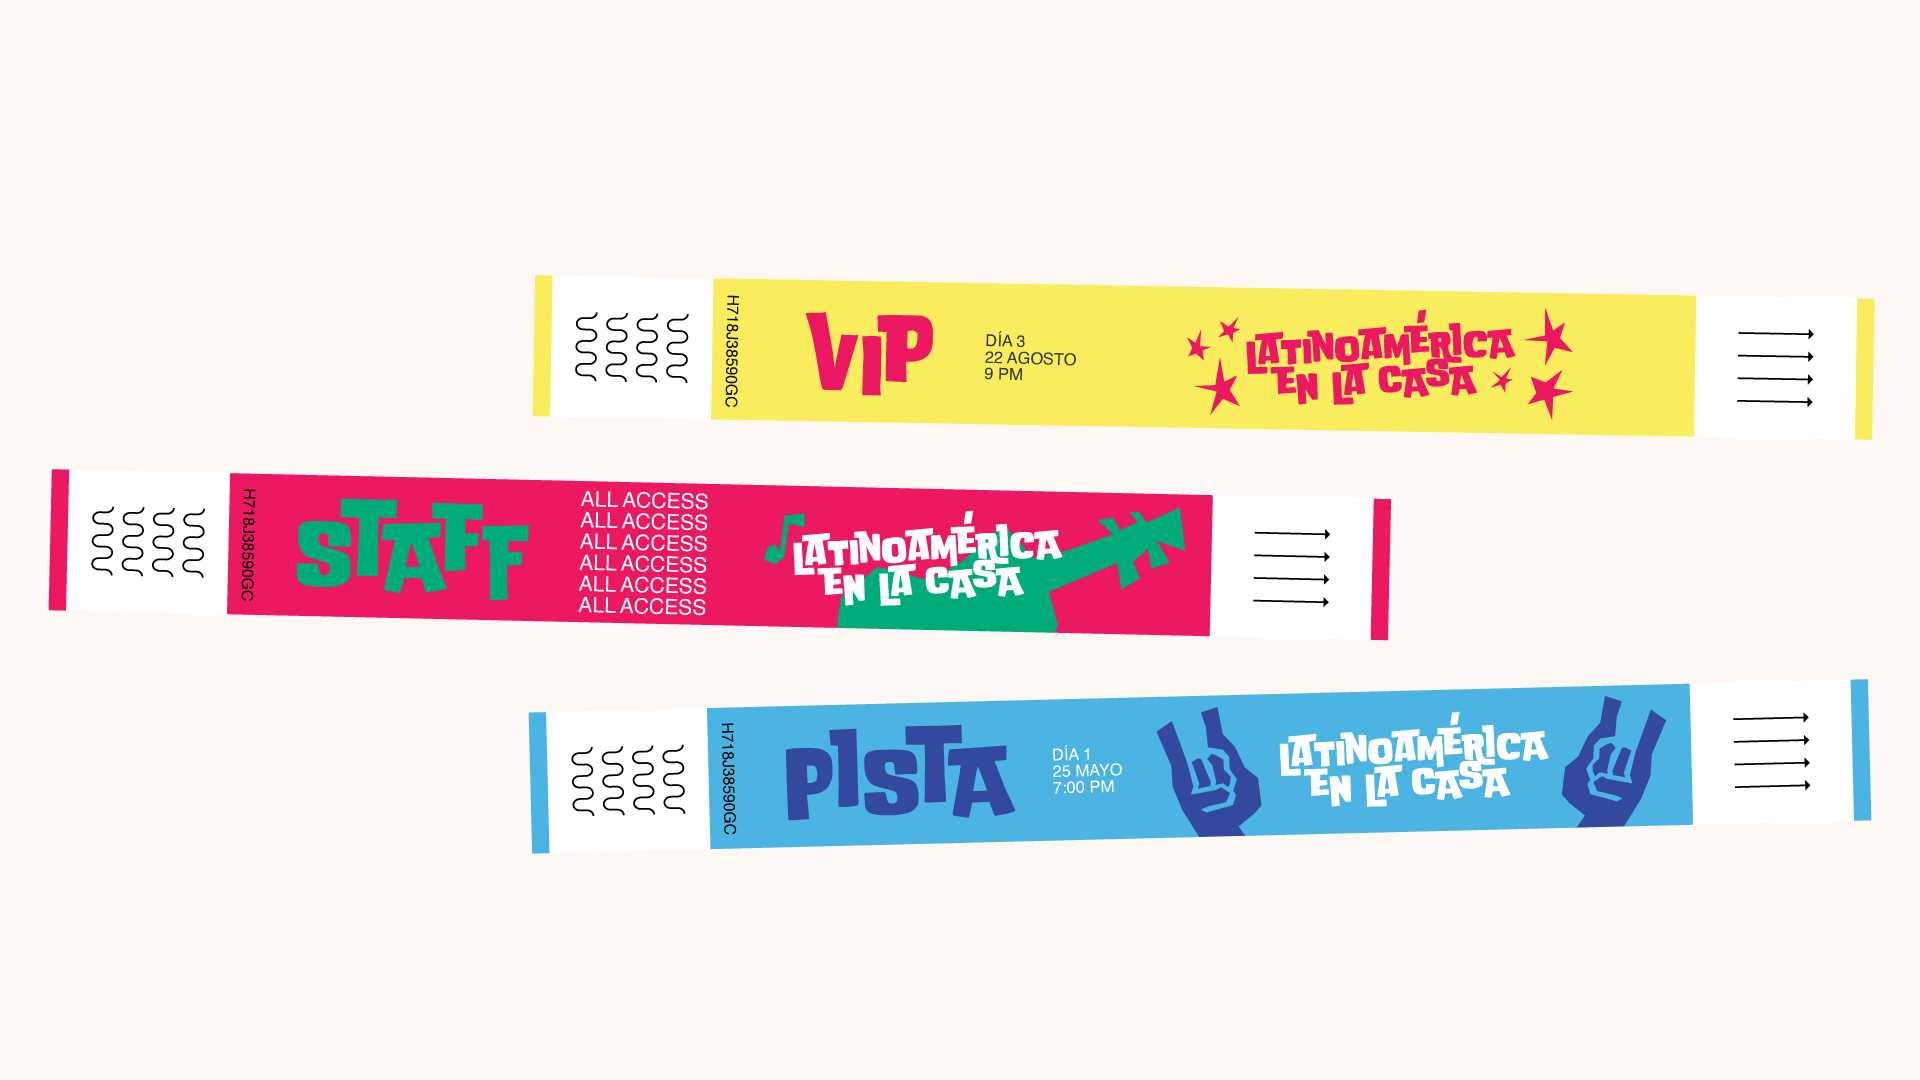 H718J38590GC
VIP
DÍA 3
22 AGOSTO
9 PM
LATINOAMÉRICA
EN LA CASA
H718J38590GC
STAFF
ALL ACCESS
ALL ACCESS
ALL ACCESS
ALL ACCESS
ALL ACCESS
ALL ACCESS
LATINOAMÉRICA
EN LA CASA
H718J38590GC
PISTA
DÍA 1
25 MAYO
7:00 PM
LATINOAMÉRICA
EN LA CASA